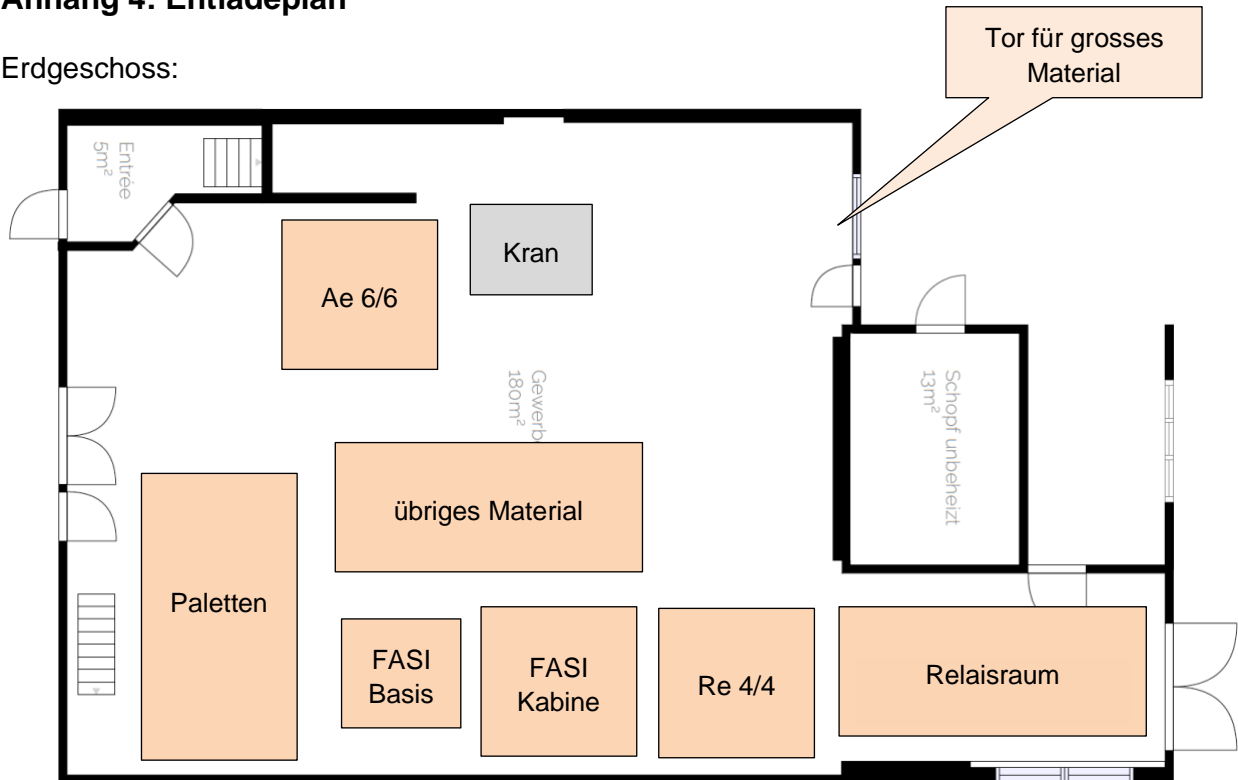 Anhang 4: Entladeplan
Erdgeschoss:
Tor für grosses
Material
Entrée
5m²
Kran
Ae 6/6
Gewerb
180m²
Schopf unbeheizt
13m²
übriges Material
Paletten
FASI
Basis
FASI
Kabine
Re 4/4
Relaisraum